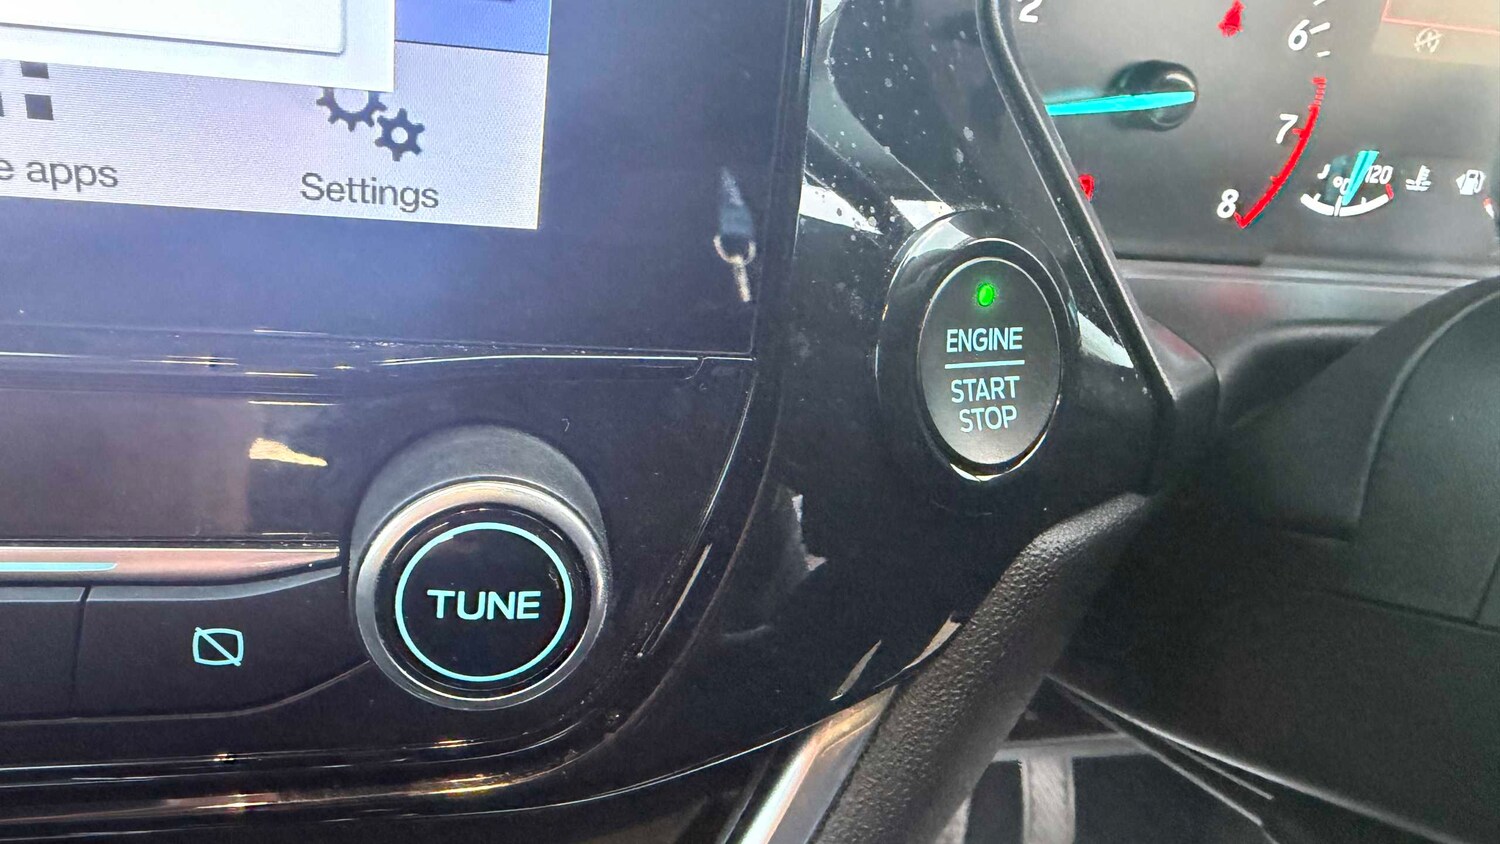 e apps
Settings
ENGINE
START
STOP
TUNE
2
6
7
8
120